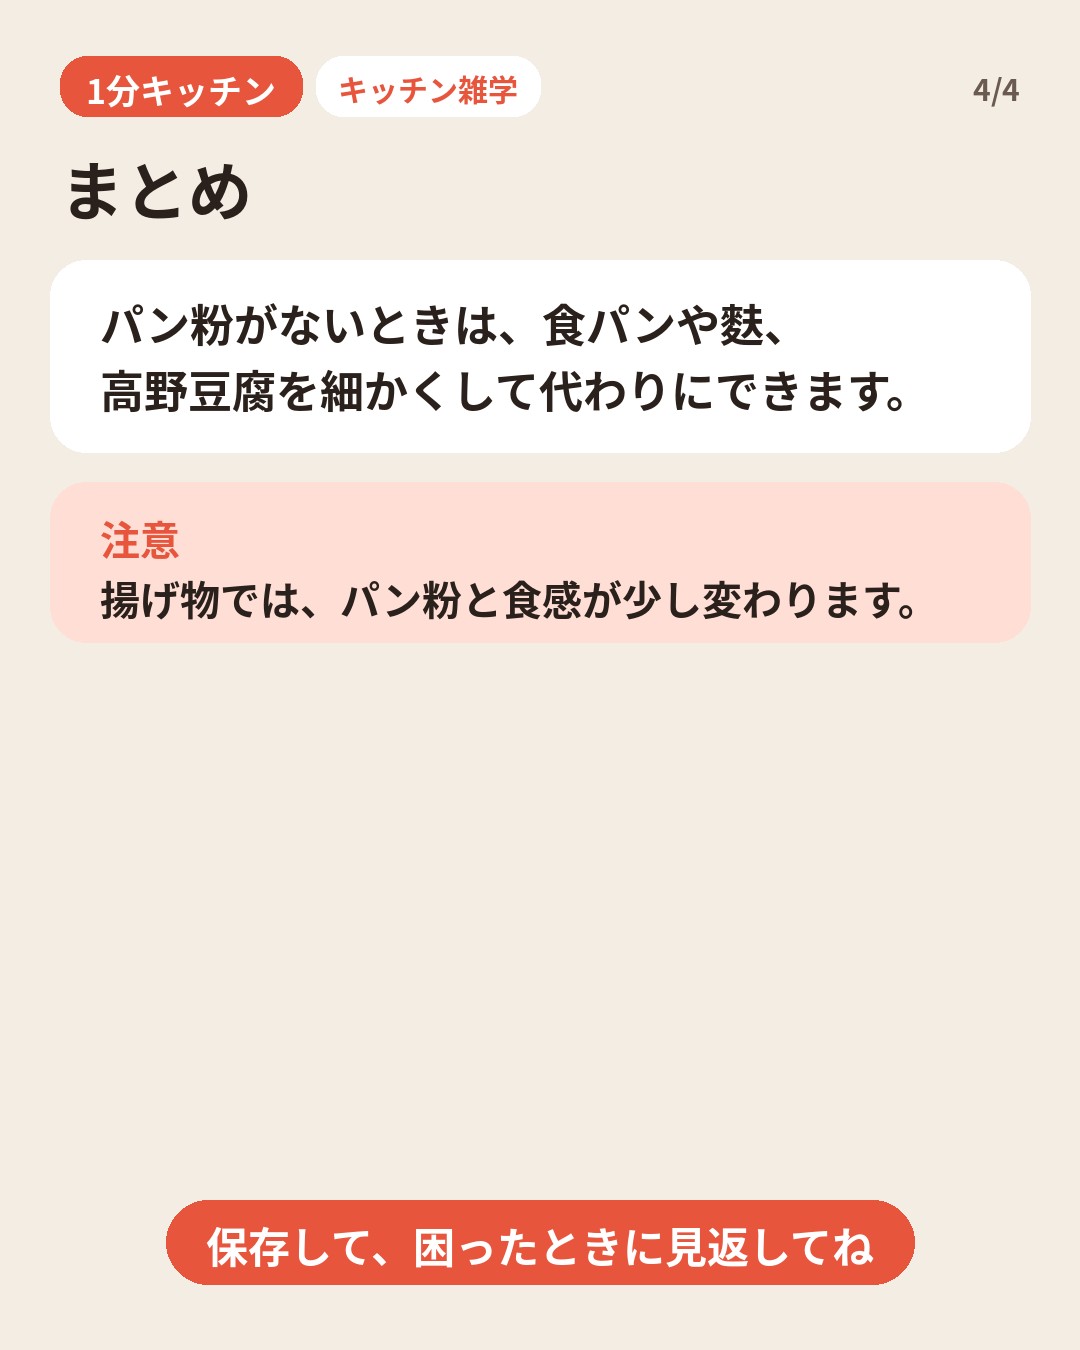 1分キッチン
キッチン雑学
4/4
まとめ
パン粉がないときは、食パンや麩、
高野豆腐を細かくして代わりにできます。
注意
揚げ物では、パン粉と食感が少し変わります。
保存して、困ったときに見返してね